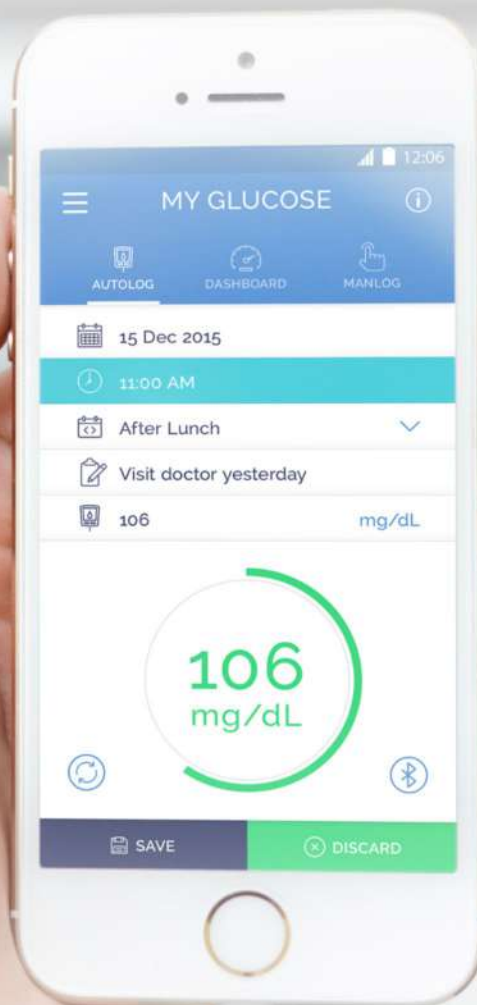 12:06
MY GLUCOSE
AUTOLOG DASHBOARD MANLOG
15 Dec 2015
11:00 AM
After Lunch
Visit doctor yesterday
106 mg/dL
106
mg/dL
SAVE DISCARD